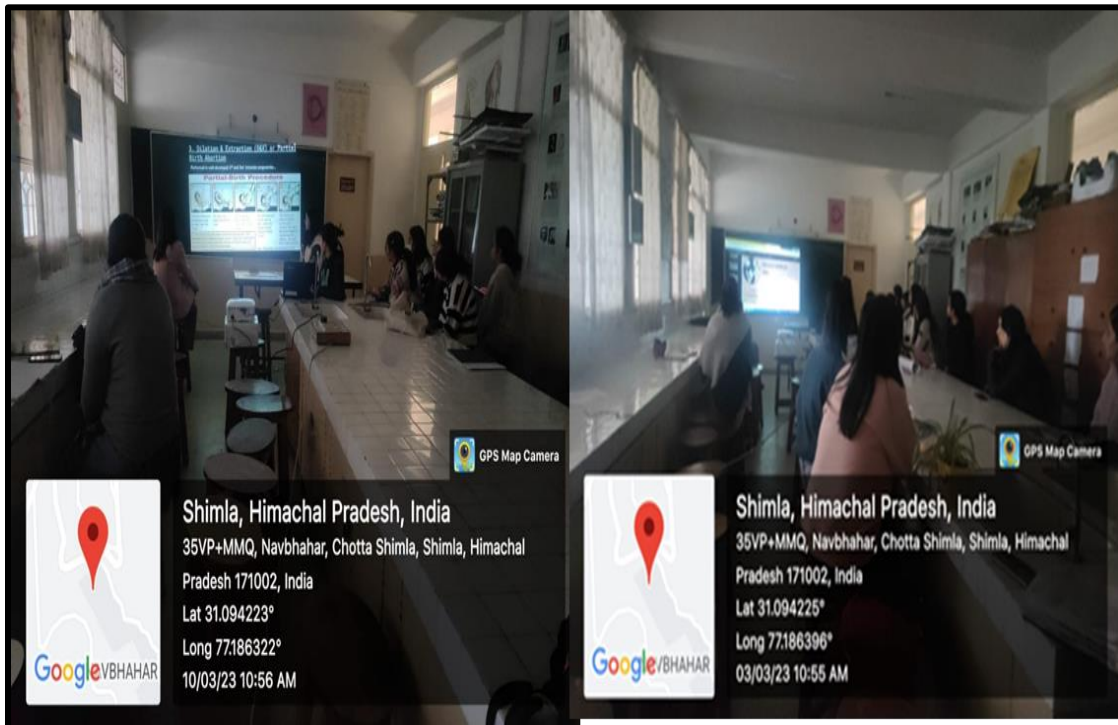 3. Dilation & Extraction (D&X) or Partial
Birth Abortion
Partial-Birth Procedure
GPS Map Camera
Shimla, Himachal Pradesh, India
35VP+MMQ, Navbhahar, Chotta Shimla, Shimla, Himachal
Pradesh 171002, India
Lat 31.094223°
Long 77.186322°
10/03/23 10:56 AM
Google
VBHAHAR
GPS Map Camera
Shimla, Himachal Pradesh, India
35VP+MMQ, Navbhahar, Chotta Shimla, Shimla, Himachal
Pradesh 171002, India
Lat 31.094225°
Long 77.186396°
03/03/23 10:55 AM
Google
VBHAHAR